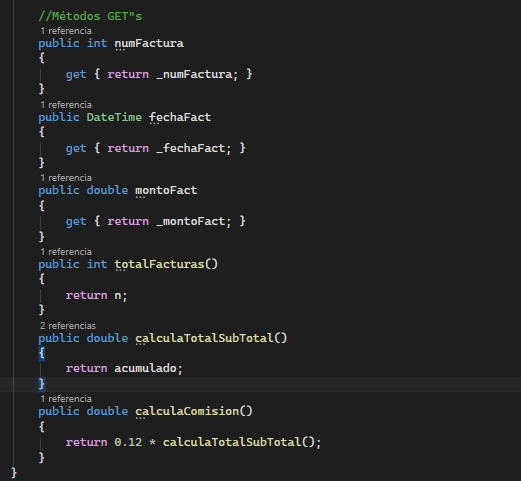 //Métodos GET"s
1 referencia
public int numFactura
{
get { return _numFactura; }
}
1 referencia
public DateTime fechaFact
{
get { return _fechaFact; }
}
1 referencia
public double montoFact
{
get { return _montoFact; }
}
1 referencia
public int totalFacturas()
{
return n;
}
2 referencias
public double calculaTotalSubTotal()
{
return acumulado;
}
1 referencia
public double calculaComision()
{
return 0.12 * calculaTotalSubTotal();
}
}